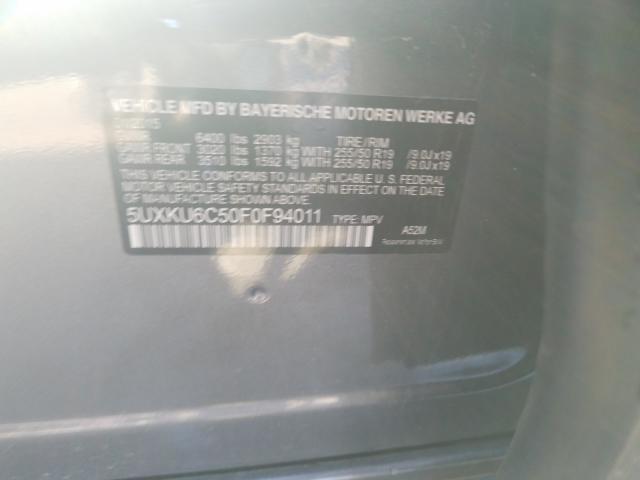 VEHICLE MFD BY BAYERISCHE MOTOREN WERKE AG
GVWR 6400 lbs 2903 kg TIRE/RIM
GAWR FRONT 3020 lbs 1370 kg WITH 255/50 R19 /9.0Jx19
GAWR REAR 3510 lbs 1592 kg WITH 255/50 R19 /9.0Jx19
THIS VEHICLE CONFORMS TO ALL APPLICABLE U.S. FEDERAL
MOTOR VEHICLE SAFETY STANDARDS IN EFFECT ON THE DATE
OF MANUFACTURE SHOWN ABOVE.
5UXKU6C50F0F94011 TYPE: MPV
A52M